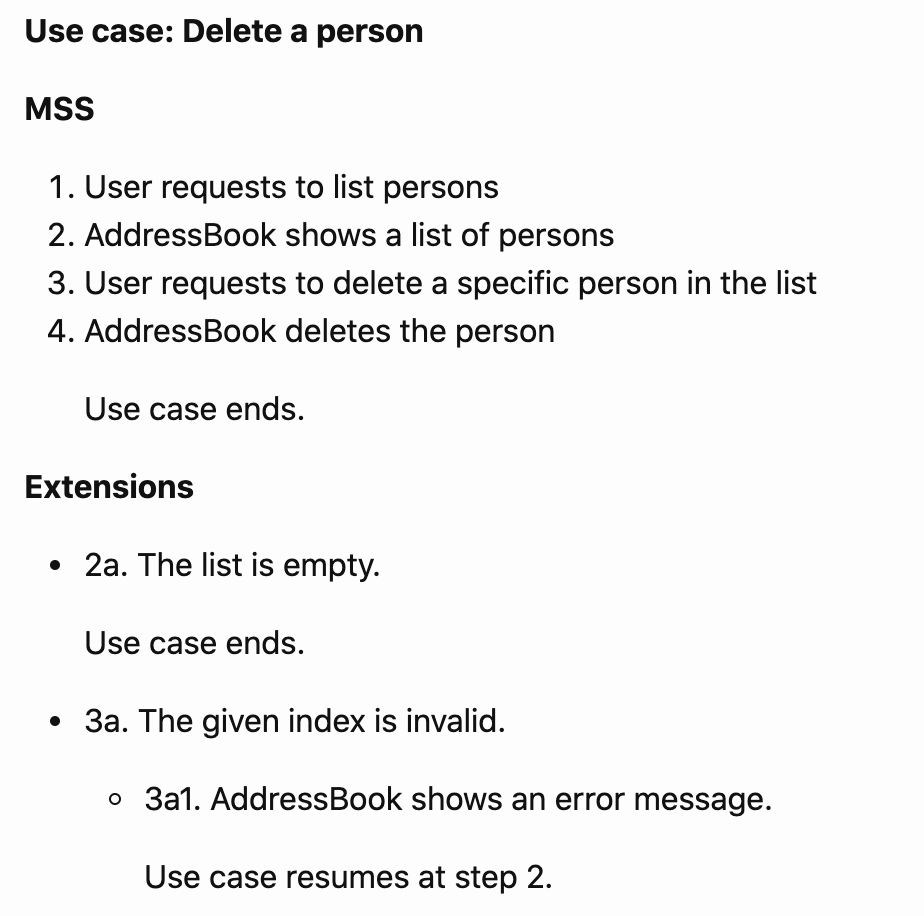 Use case: Delete a person
MSS
1. User requests to list persons
2. AddressBook shows a list of persons
3. User requests to delete a specific person in the list
4. AddressBook deletes the person
Use case ends.
Extensions
• 2a. The list is empty.
Use case ends.
• 3a. The given index is invalid.
◦ 3a1. AddressBook shows an error message.
Use case resumes at step 2.